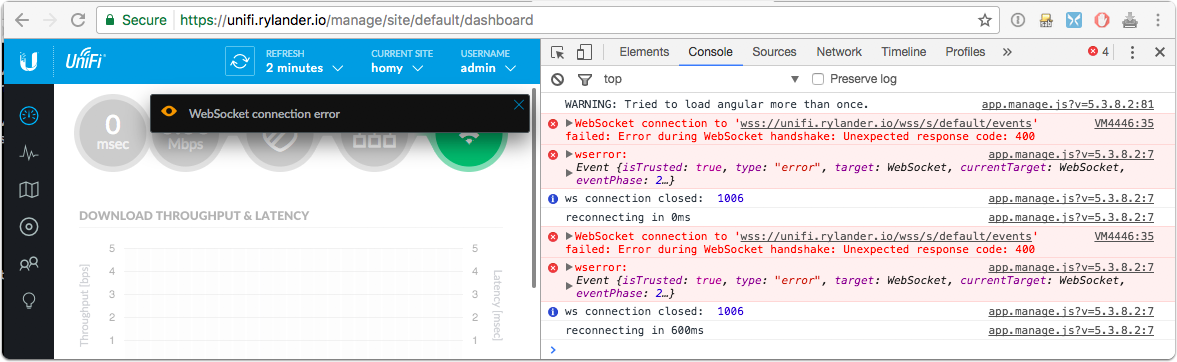 Secure https://unifi.rylander.io/manage/site/default/dashboard
U UniFi
REFRESH
2 minutes
CURRENT SITE
homy
USERNAME
admin
WebSocket connection error
0
msec
Mbps
DOWNLOAD THROUGHPUT & LATENCY
5 5
4 4
3 3
2 2
1 1
Throughput [bps]
Latency [msec]
Elements Console Sources Network Timeline Profiles » 4
top Preserve log
WARNING: Tried to load angular more than once. app.manage.js?v=5.3.8.2:81
WebSocket connection to 'wss://unifi.rylander.io/wss/s/default/events' VM4446:35
failed: Error during WebSocket handshake: Unexpected response code: 400
wserror: app.manage.js?v=5.3.8.2:7
Event {isTrusted: true, type: "error", target: WebSocket, currentTarget: WebSocket,
eventPhase: 2…}
ws connection closed: 1006 app.manage.js?v=5.3.8.2:7
reconnecting in 0ms app.manage.js?v=5.3.8.2:7
WebSocket connection to 'wss://unifi.rylander.io/wss/s/default/events' VM4446:35
failed: Error during WebSocket handshake: Unexpected response code: 400
wserror: app.manage.js?v=5.3.8.2:7
Event {isTrusted: true, type: "error", target: WebSocket, currentTarget: WebSocket,
eventPhase: 2…}
ws connection closed: 1006 app.manage.js?v=5.3.8.2:7
reconnecting in 600ms app.manage.js?v=5.3.8.2:7